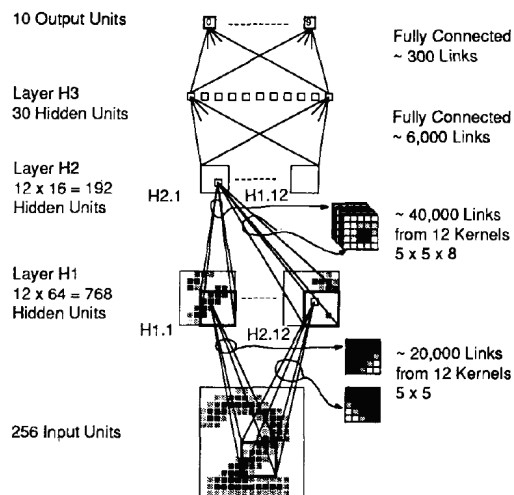 10 Output Units
0
9
Fully Connected
~ 300 Links
Layer H3
30 Hidden Units
Fully Connected
~ 6,000 Links
Layer H2
12 x 16 = 192
Hidden Units
H2.1
H1.12
~ 40,000 Links
from 12 Kernels
5 x 5 x 8
Layer H1
12 x 64 = 768
Hidden Units
H1.1
H2.12
~ 20,000 Links
from 12 Kernels
5 x 5
256 Input Units